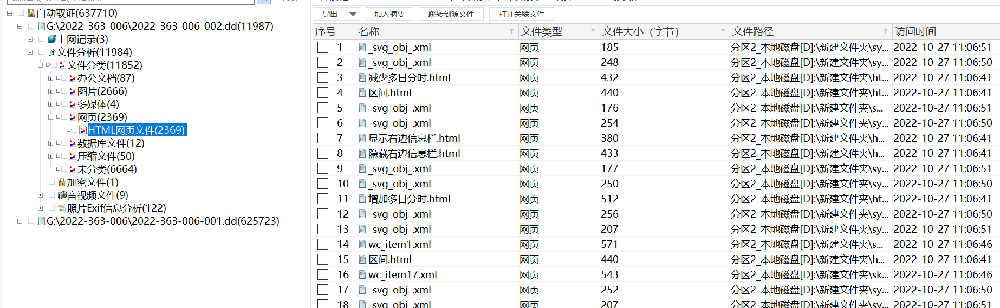 自动取证(637710)
G:\2022-363-006\2022-363-006-002.dd(11987)
上网记录(3)
文件分析(11984)
文件分类(11852)
办公文档(87)
图片(2666)
多媒体(4)
网页(2369)
HTML网页文件(2369)
数据库文件(12)
压缩文件(50)
未分类(6664)
加密文件(1)
音视频文件(9)
照片Exif信息分析(122)
G:\2022-363-006\2022-363-006-001.dd(625723)
导出 加入摘要 跳转到源文件 打开关联文件
序号 名称 文件类型 文件大小（字节） 文件路径 访问时间
1 _svg_obj_.xml 网页 185 分区2_本地磁盘[D]:\新建文件夹\sy... 2022-10-27 11:06:51
2 _svg_obj_.xml 网页 248 分区2_本地磁盘[D]:\新建文件夹\sy... 2022-10-27 11:06:50
3 减少多日分时.html 网页 432 分区2_本地磁盘[D]:\新建文件夹\ht... 2022-10-27 11:06:41
4 区间.html 网页 440 分区2_本地磁盘[D]:\新建文件夹\ht... 2022-10-27 11:06:41
5 _svg_obj_.xml 网页 176 分区2_本地磁盘[D]:\新建文件夹\s... 2022-10-27 11:06:51
6 _svg_obj_.xml 网页 254 分区2_本地磁盘[D]:\新建文件夹\sy... 2022-10-27 11:06:50
7 显示右边信息栏.html 网页 380 分区2_本地磁盘[D]:\新建文件夹\h... 2022-10-27 11:06:41
8 隐藏右边信息栏.html 网页 433 分区2_本地磁盘[D]:\新建文件夹\h... 2022-10-27 11:06:41
9 _svg_obj_.xml 网页 177 分区2_本地磁盘[D]:\新建文件夹\sy... 2022-10-27 11:06:51
10 _svg_obj_.xml 网页 250 分区2_本地磁盘[D]:\新建文件夹\sy... 2022-10-27 11:06:50
11 增加多日分时.html 网页 512 分区2_本地磁盘[D]:\新建文件夹\ht... 2022-10-27 11:06:41
12 _svg_obj_.xml 网页 256 分区2_本地磁盘[D]:\新建文件夹\sy... 2022-10-27 11:06:50
13 _svg_obj_.xml 网页 207 分区2_本地磁盘[D]:\新建文件夹\sy... 2022-10-27 11:06:51
14 wc_item1.xml 网页 571 分区2_本地磁盘[D]:\新建文件夹\s... 2022-10-27 11:06:46
15 区间.html 网页 440 分区2_本地磁盘[D]:\新建文件夹\h... 2022-10-27 11:06:41
16 wc_item17.xml 网页 543 分区2_本地磁盘[D]:\新建文件夹\sk... 2022-10-27 11:06:46
17 _svg_obj_.xml 网页 252 分区2_本地磁盘[D]:\新建文件夹\sy... 2022-10-27 11:06:50
18 _svg_obj_.xml 网页 207 分区2_本地磁盘[D]:\新建文件夹\sy... 2022-10-27 11:06:51